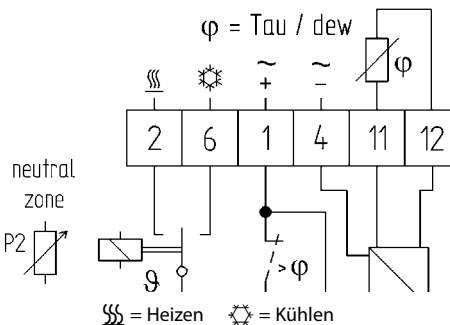 φ = Tau / dew
φ
~ ~
+ −
2 6 1 4 11 12
neutral
zone
P2
ϑ
>φ
= Heizen = Kühlen